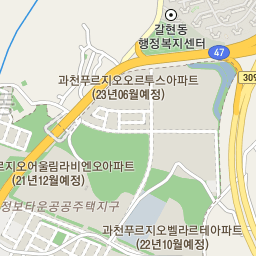 갈현동
행정복지센터
47
309
과천푸르지오오르투스아파트
(23년06월예정)
지오어울림라비엔오아파트
(21년12월예정)
정보타운공공주택지구
과천푸르지오벨라르테아파트
(22년10월예정)